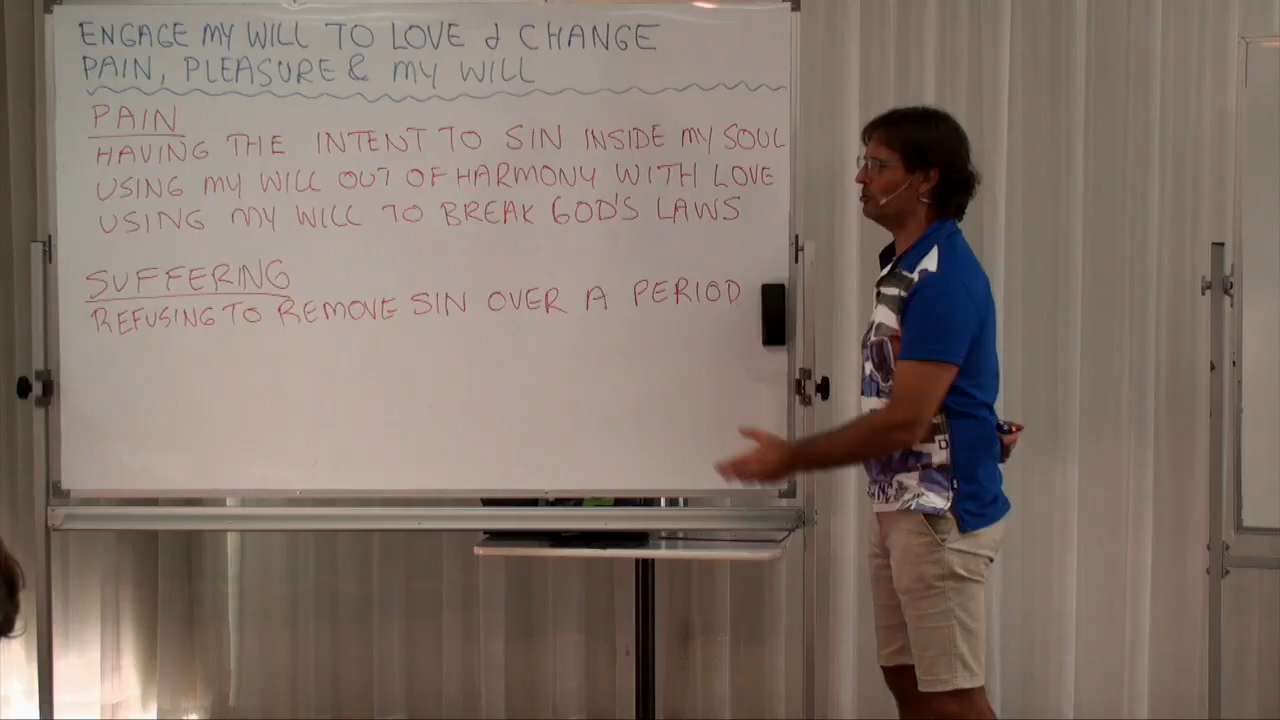 ENGAGE MY WILL TO LOVE & CHANGE
PAIN, PLEASURE & MY WILL
PAIN
HAVING THE INTENT TO SIN INSIDE MY SOUL
USING MY WILL OUT OF HARMONY WITH LOVE
USING MY WILL TO BREAK GOD'S LAWS
SUFFERING
REFUSING TO REMOVE SIN OVER A PERIOD